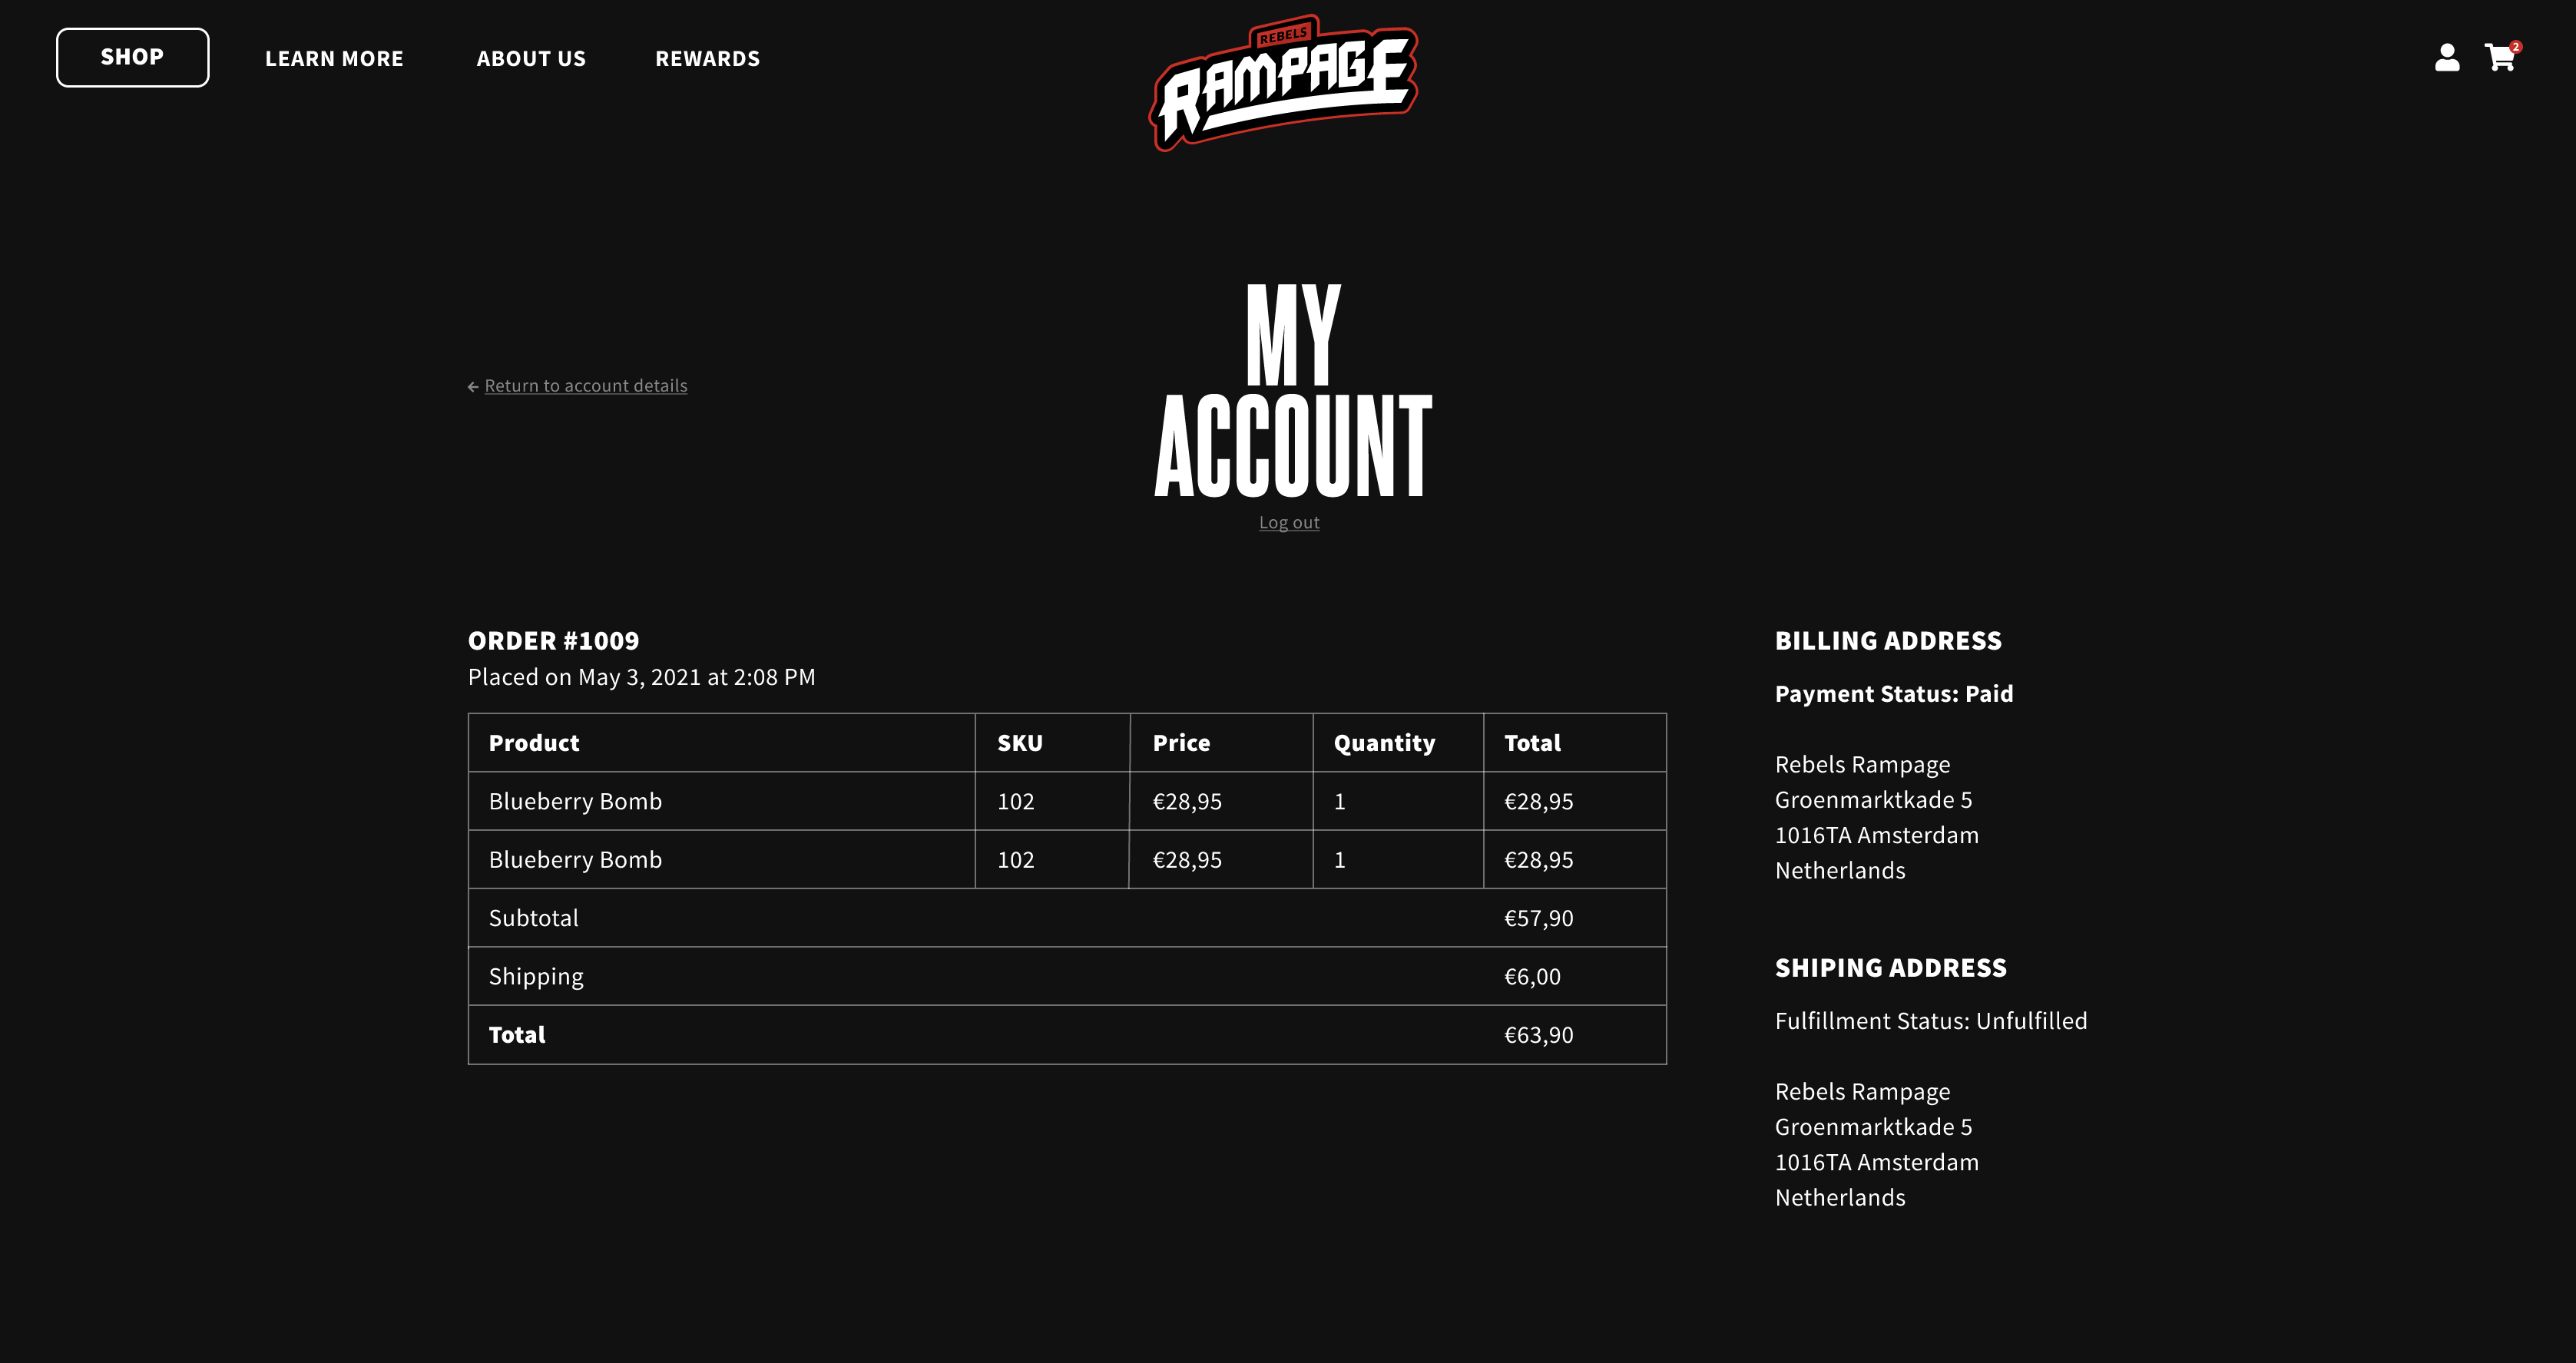 SHOP
LEARN MORE
ABOUT US
REWARDS
REBELS
RAMPAGE
2
MY
ACCOUNT
← Return to account details
Log out
ORDER #1009
Placed on May 3, 2021 at 2:08 PM
Product SKU Price Quantity Total
Blueberry Bomb 102 €28,95 1 €28,95
Blueberry Bomb 102 €28,95 1 €28,95
Subtotal €57,90
Shipping €6,00
Total €63,90
BILLING ADDRESS
Payment Status: Paid
Rebels Rampage
Groenmarktkade 5
1016TA Amsterdam
Netherlands
SHIPING ADDRESS
Fulfillment Status: Unfulfilled
Rebels Rampage
Groenmarktkade 5
1016TA Amsterdam
Netherlands